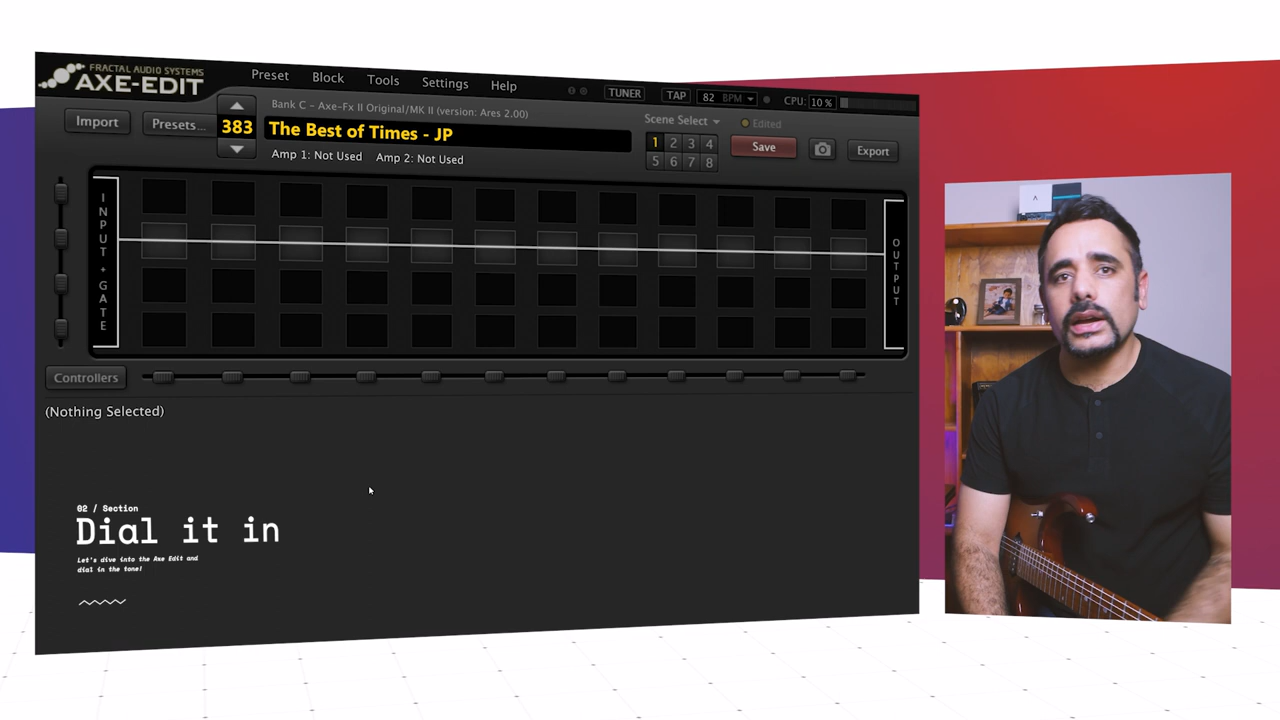 FRACTAL AUDIO SYSTEMS
AXE-EDIT
Preset Block Tools Settings Help
TUNER TAP 82 BPM CPU: 10 %
Import Presets... 383
Bank C - Axe-Fx II Original/MK II (version: Ares 2.00)
The Best of Times - JP
Amp 1: Not Used Amp 2: Not Used
Scene Select
1 2 3 4
5 6 7 8
Edited
Save
Export
INPUT + GATE
OUTPUT
Controllers
(Nothing Selected)
02 / Section
Dial it in
Let's dive into the Axe Edit and
dial in the tone!